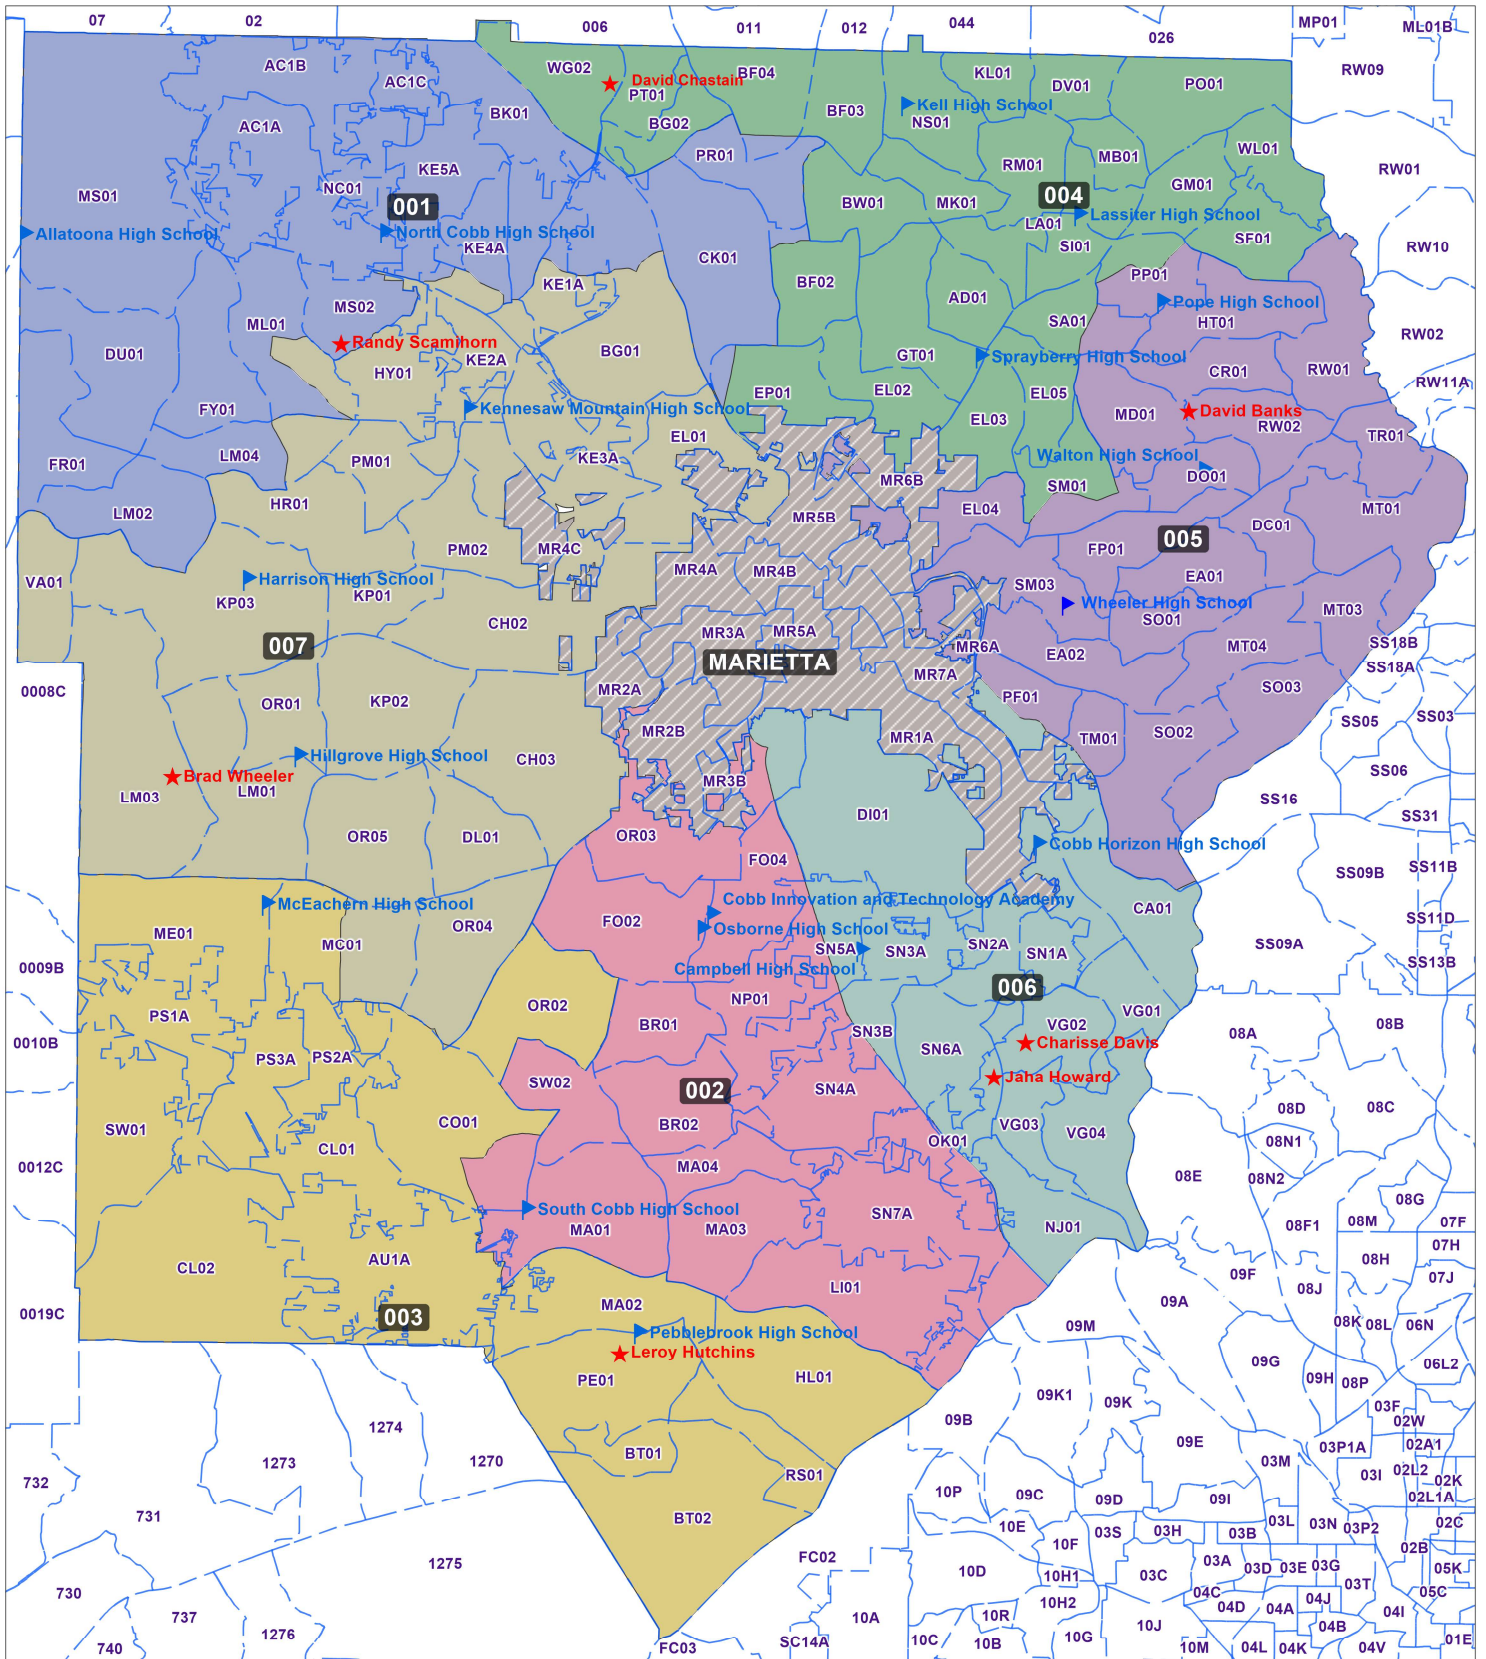 07
02
006
011
012
044
026
MP01
ML01B
AC1B
AC1C
WG02
David Chastain
BF04
KL01
DV01
PO01
RW09
PT01
BK01
BG02
BF03
Kell High School
NS01
AC1A
PR01
RM01
MB01
WL01
KE5A
NC01
GM01
RW01
MS01
001
BW01
MK01
004
LA01
Lassiter High School
Allatoona High School
North Cobb High School
KE4A
SI01
SF01
RW10
CK01
PP01
BF02
KE1A
AD01
Pope High School
MS02
ML01
SA01
HT01
RW02
Randy Scamihorn
BG01
DU01
KE2A
GT01
Sprayberry High School
HY01
CR01
RW01
RW11A
EP01
EL02
EL05
FY01
Kennesaw Mountain High School
EL03
MD01
David Banks
RW02
EL01
TR01
FR01
LM04
PM01
KE3A
Walton High School
DO01
MR6B
SM01
HR01
LM02
MR5B
EL04
DC01
MT01
005
PM02
MR4C
FP01
VA01
Harrison High School
MR4A
MR4B
EA01
KP03
KP01
SM03
Wheeler High School
MT03
CH02
MR3A
MR5A
SO01
007
MR6A
EA02
MT04
SS18B
MARIETTA
SS18A
0008C
MR2A
MR7A
SO03
OR01
KP02
PF01
MR2B
MR1A
TM01
SO02
SS05
SS03
Hillgrove High School
CH03
Brad Wheeler
MR3B
SS06
LM03
LM01
SS16
DI01
SS31
OR05
DL01
OR03
Cobb Horizon High School
FO04
SS09B
SS11B
McEachern High School
Cobb Innovation and Technology Academy
CA01
ME01
OR04
FO02
Osborne High School
SS11D
MC01
SN5A
SN3A
SN2A
SN1A
SS09A
0009B
Campbell High School
SS13B
006
OR02
NP01
VG01
PS1A
BR01
SN3B
VG02
08A
08B
0010B
PS3A
PS2A
SN6A
Charisse Davis
SW02
002
SN4A
Jaha Howard
08D
08C
SW01
CO01
BR02
VG03
VG04
CL01
OK01
08N1
0012C
MA04
08E
08N2
08G
South Cobb High School
SN7A
MA01
MA03
NJ01
08F1
08M
07F
AU1A
07H
CL02
08H
09F
07J
LI01
08J
09A
0019C
003
MA02
Pebblebrook High School
09M
08K
08L
06N
Leroy Hutchins
09G
06L2
PE01
HL01
09H
08P
09K1
09K
03F
09B
02W
1274
BT01
09E
03P1A
02A1
1273
1270
03M
RS01
03I
02L2
02K
732
10P
09C
09D
09I
02L1A
731
BT02
10E
03S
03H
03B
03L
03N
03P2
02C
10F
02B
FC02
1275
10D
10H1
03C
03A
03D
03E
03G
05K
730
04C
03T
05C
737
10A
10R
10H2
04D
04A
04J
04I
740
1276
FC03
SC14A
10C
10B
10G
10J
10M
04L
04K
04B
04V
01E